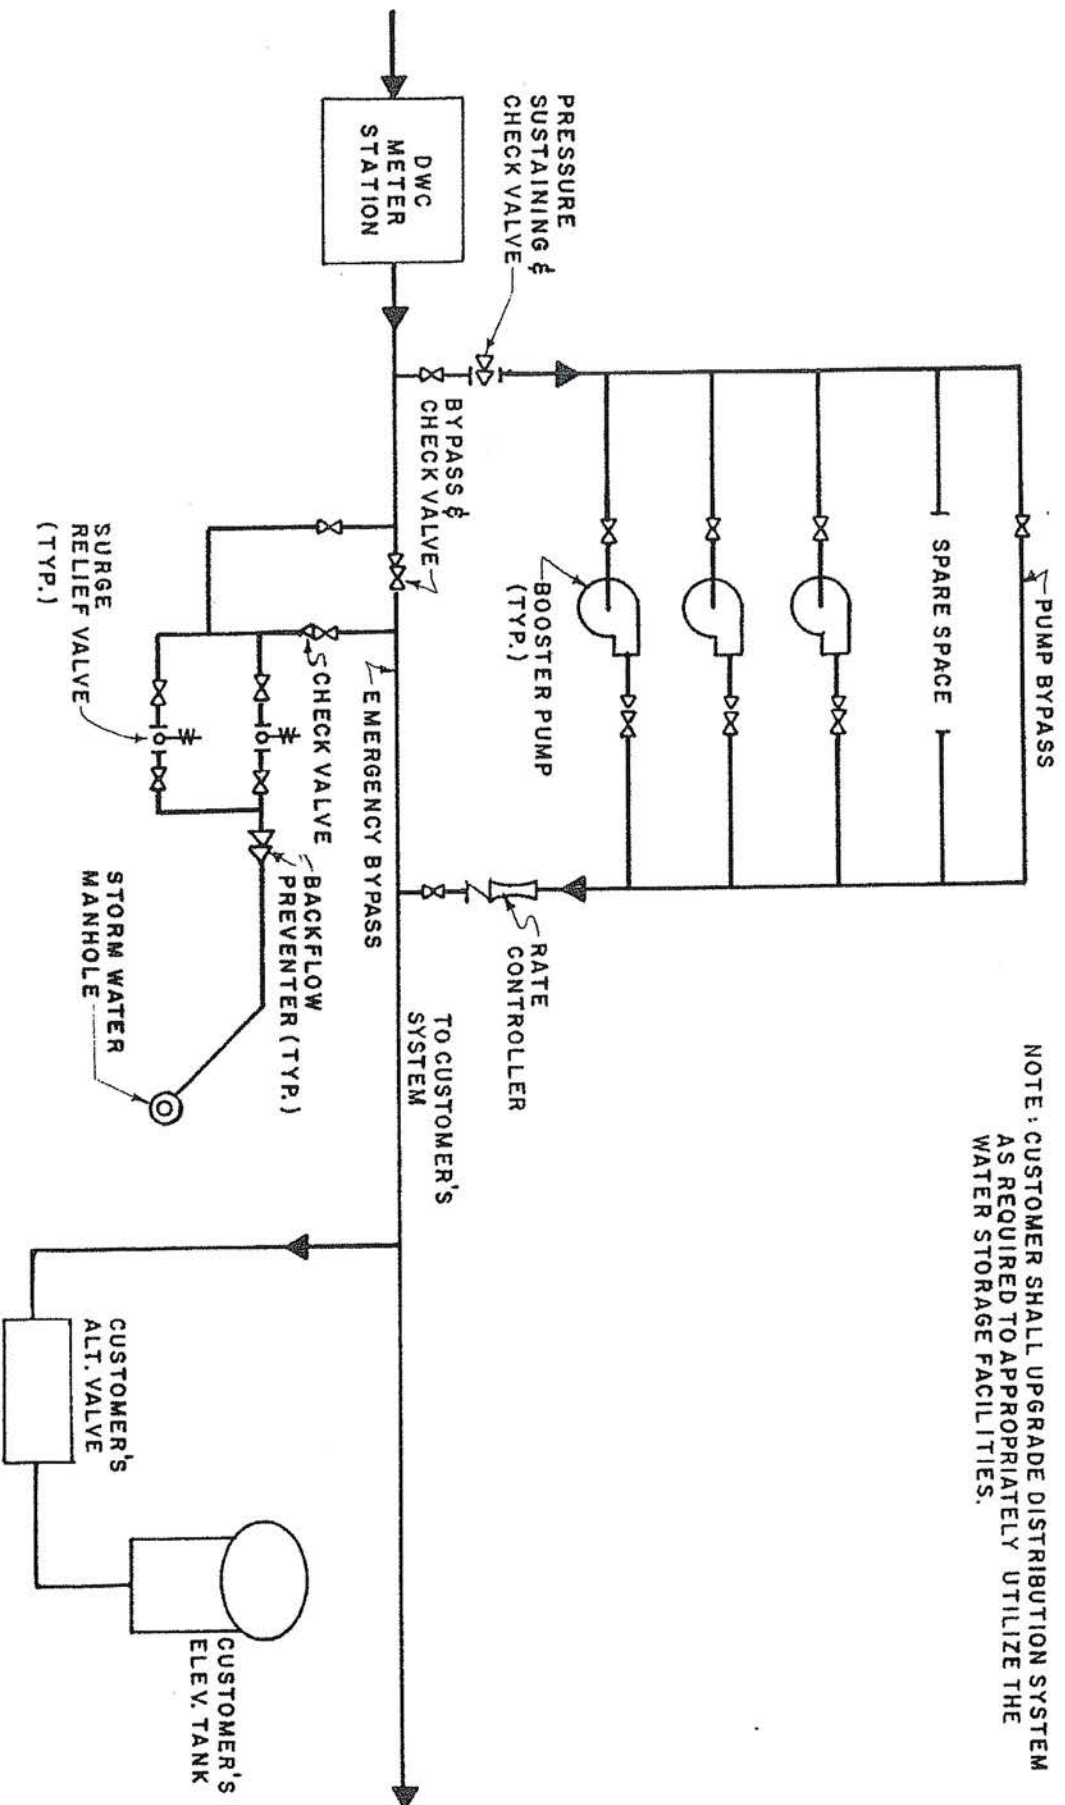 NOTE : CUSTOMER SHALL UPGRADE DISTRIBUTION SYSTEM
AS REQUIRED TO APPROPRIATELY UTILIZE THE
WATER STORAGE FACILITIES.
PUMP BYPASS
SPARE SPACE
BOOSTER PUMP
(TYP.)
PRESSURE
SUSTAINING &
CHECK VALVE
RATE
CONTROLLER
BYPASS &
CHECK VALVE
TO CUSTOMER'S
SYSTEM
DWC
METER
STATION
EMERGENCY BYPASS
CHECK VALVE
BACKFLOW
PREVENTER (TYP.)
SURGE
RELIEF VALVE
(TYP.)
STORM WATER
MANHOLE
CUSTOMER'S
ALT. VALVE
CUSTOMER'S
ELEV. TANK